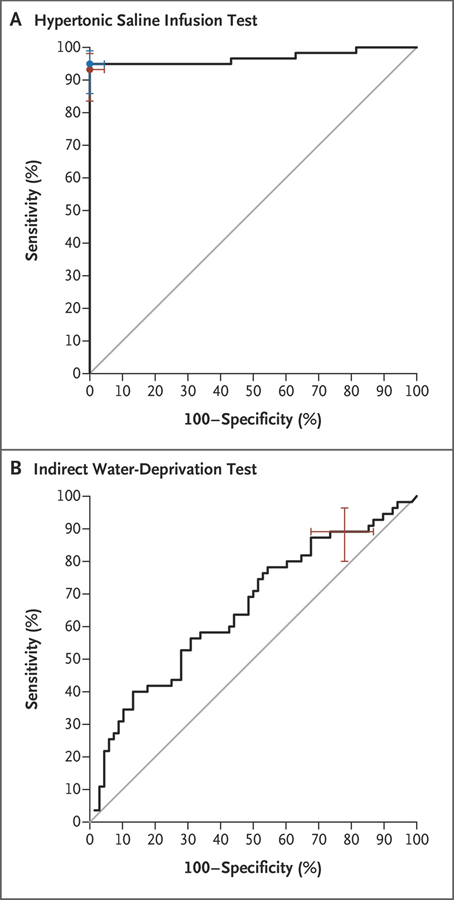 A Hypertonic Saline Infusion Test
100
90
80
70
60
50
40
30
20
10
0
Sensitivity (%)
0 10 20 30 40 50 60 70 80 90 100
100–Specificity (%)
B Indirect Water-Deprivation Test
100
90
80
70
60
50
40
30
20
10
0
Sensitivity (%)
0 10 20 30 40 50 60 70 80 90 100
100–Specificity (%)